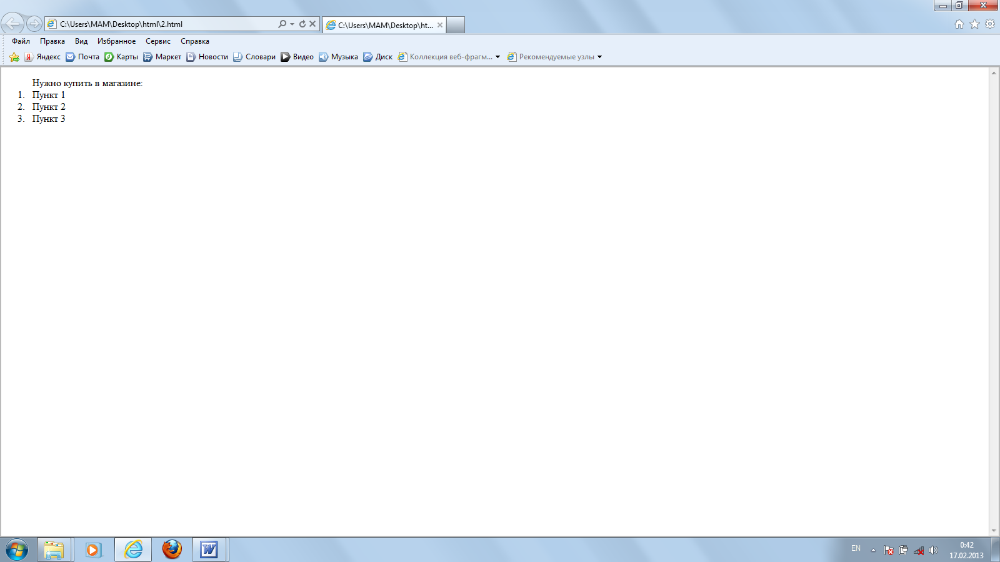 C:\Users\MAM\Desktop\html\2.html
C:\Users\MAM\Desktop\ht...
Файл Правка Вид Избранное Сервис Справка
Яндекс Почта Карты Маркет Новости Словари Видео Музыка Диск Коллекция веб-фрагм... Рекомендуемые узлы
Нужно купить в магазине:
1. Пункт 1
2. Пункт 2
3. Пункт 3
EN
0:42
17.02.2013